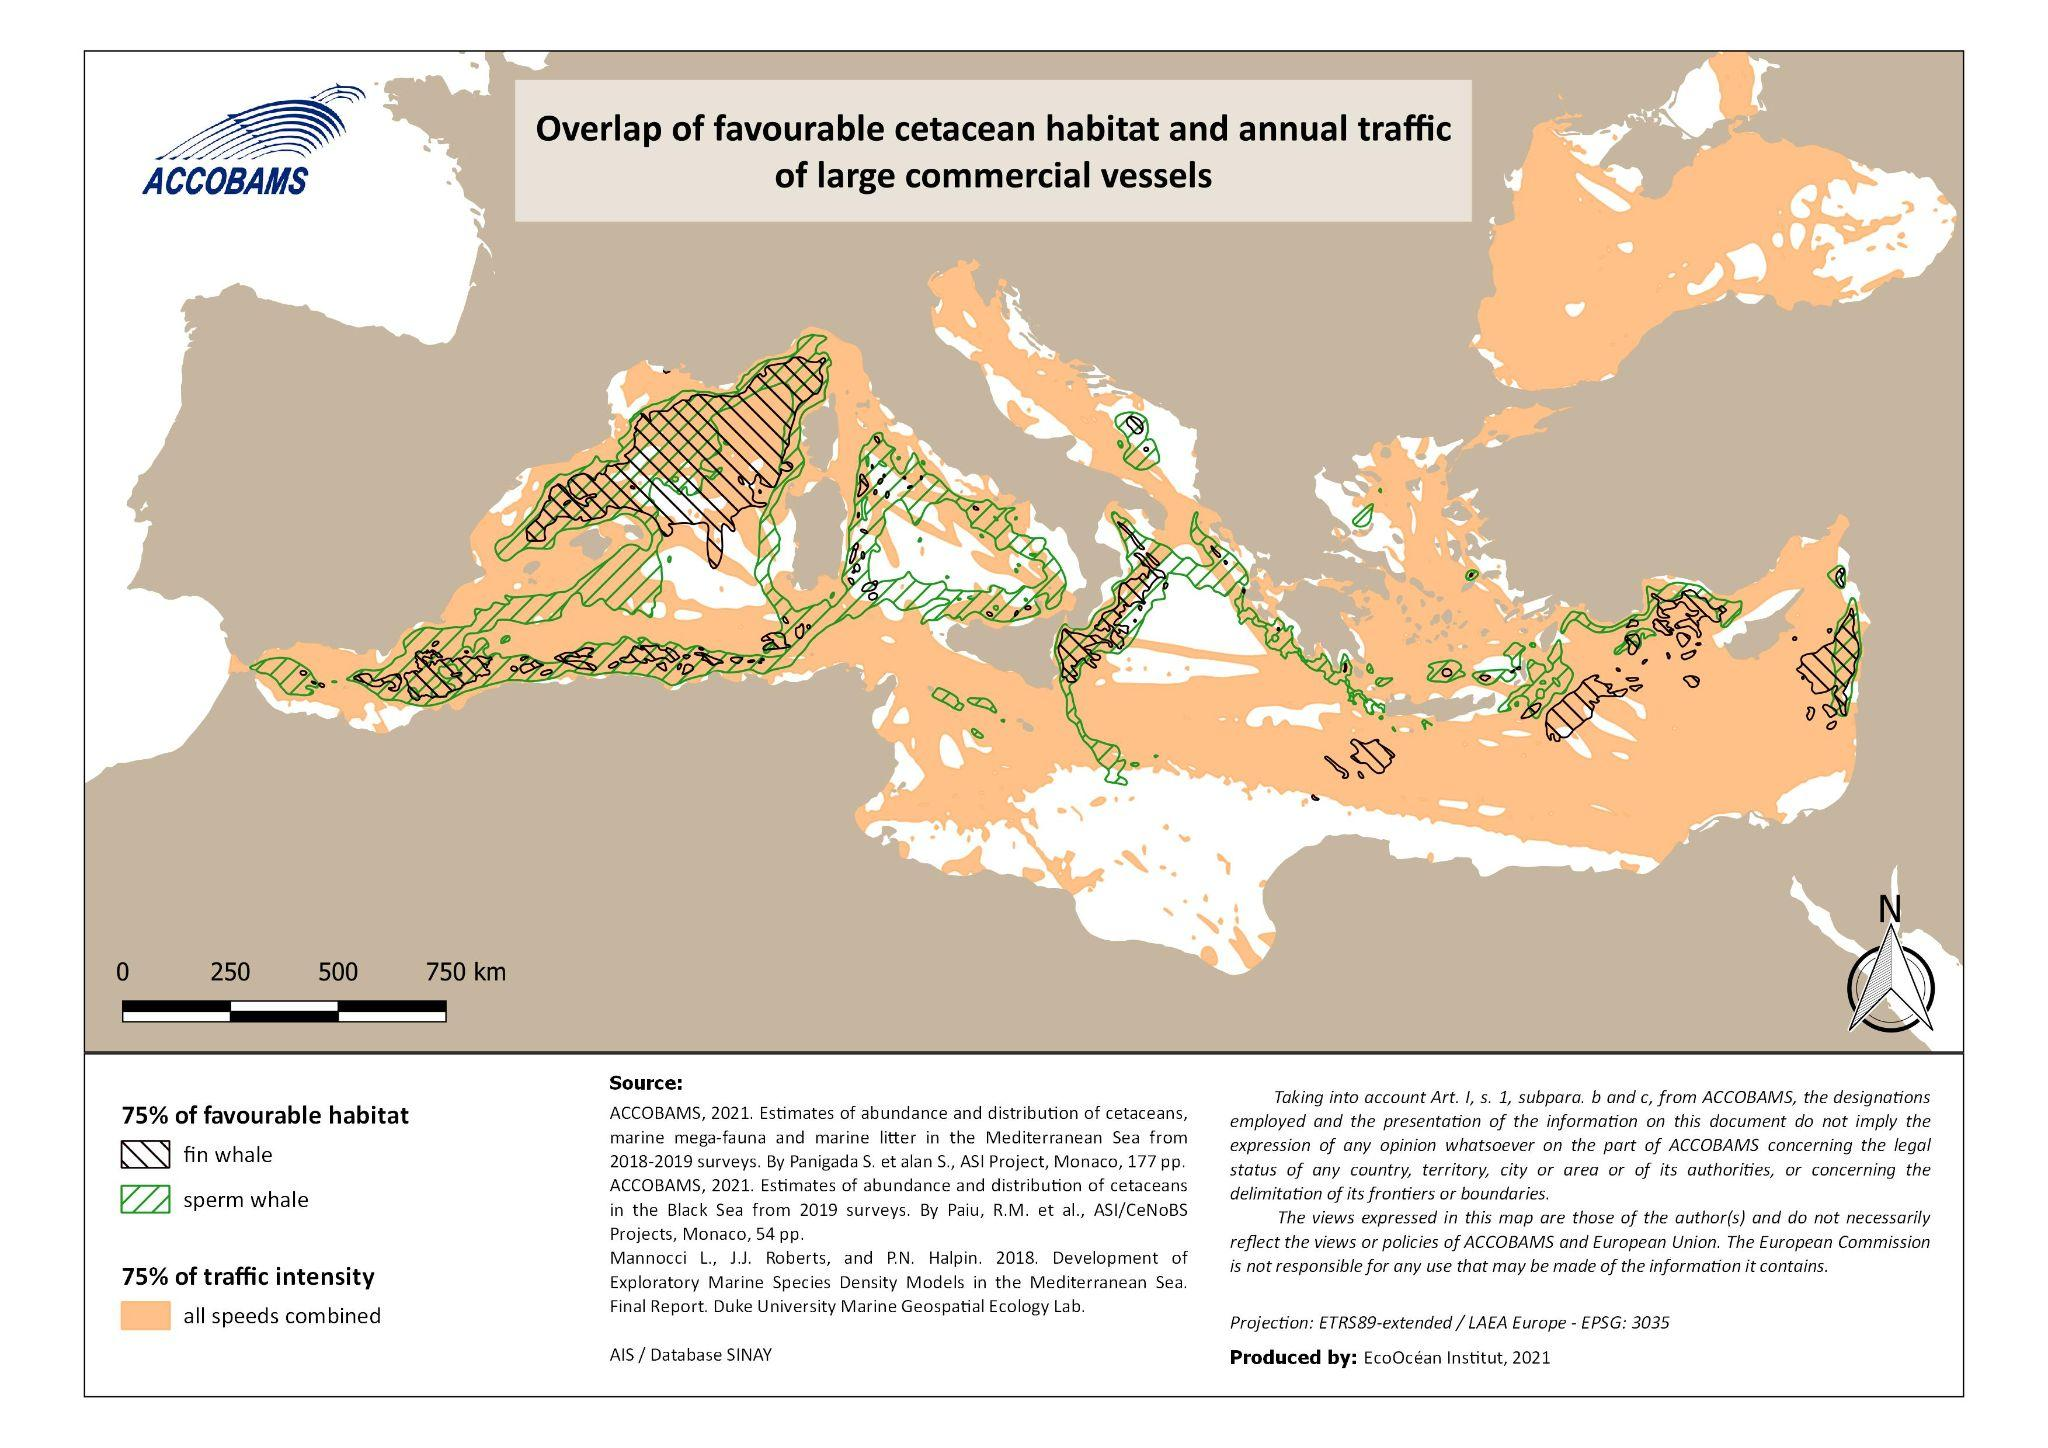 ACCOBAMS
Overlap of favourable cetacean habitat and annual traffic
of large commercial vessels
N
0 250 500 750 km
75% of favourable habitat
fin whale
sperm whale
75% of traffic intensity
all speeds combined
Source:
ACCOBAMS, 2021. Estimates of abundance and distribution of cetaceans,
marine mega-fauna and marine litter in the Mediterranean Sea from
2018-2019 surveys. By Panigada S. et alan S., ASI Project, Monaco, 177 pp.
ACCOBAMS, 2021. Estimates of abundance and distribution of cetaceans
in the Black Sea from 2019 surveys. By Paiu, R.M. et al., ASI/CeNoBS
Projects, Monaco, 54 pp.
Mannocci L., J.J. Roberts, and P.N. Halpin. 2018. Development of
Exploratory Marine Species Density Models in the Mediterranean Sea.
Final Report. Duke University Marine Geospatial Ecology Lab.
AIS / Database SINAY
Taking into account Art. I, s. 1, subpara. b and c, from ACCOBAMS, the designations
employed and the presentation of the information on this document do not imply the
expression of any opinion whatsoever on the part of ACCOBAMS concerning the legal
status of any country, territory, city or area or of its authorities, or concerning the
delimitation of its frontiers or boundaries.
The views expressed in this map are those of the author(s) and do not necessarily
reflect the views or policies of ACCOBAMS and European Union. The European Commission
is not responsible for any use that may be made of the information it contains.
Projection: ETRS89-extended / LAEA Europe - EPSG: 3035
Produced by: EcoOcéan Institut, 2021